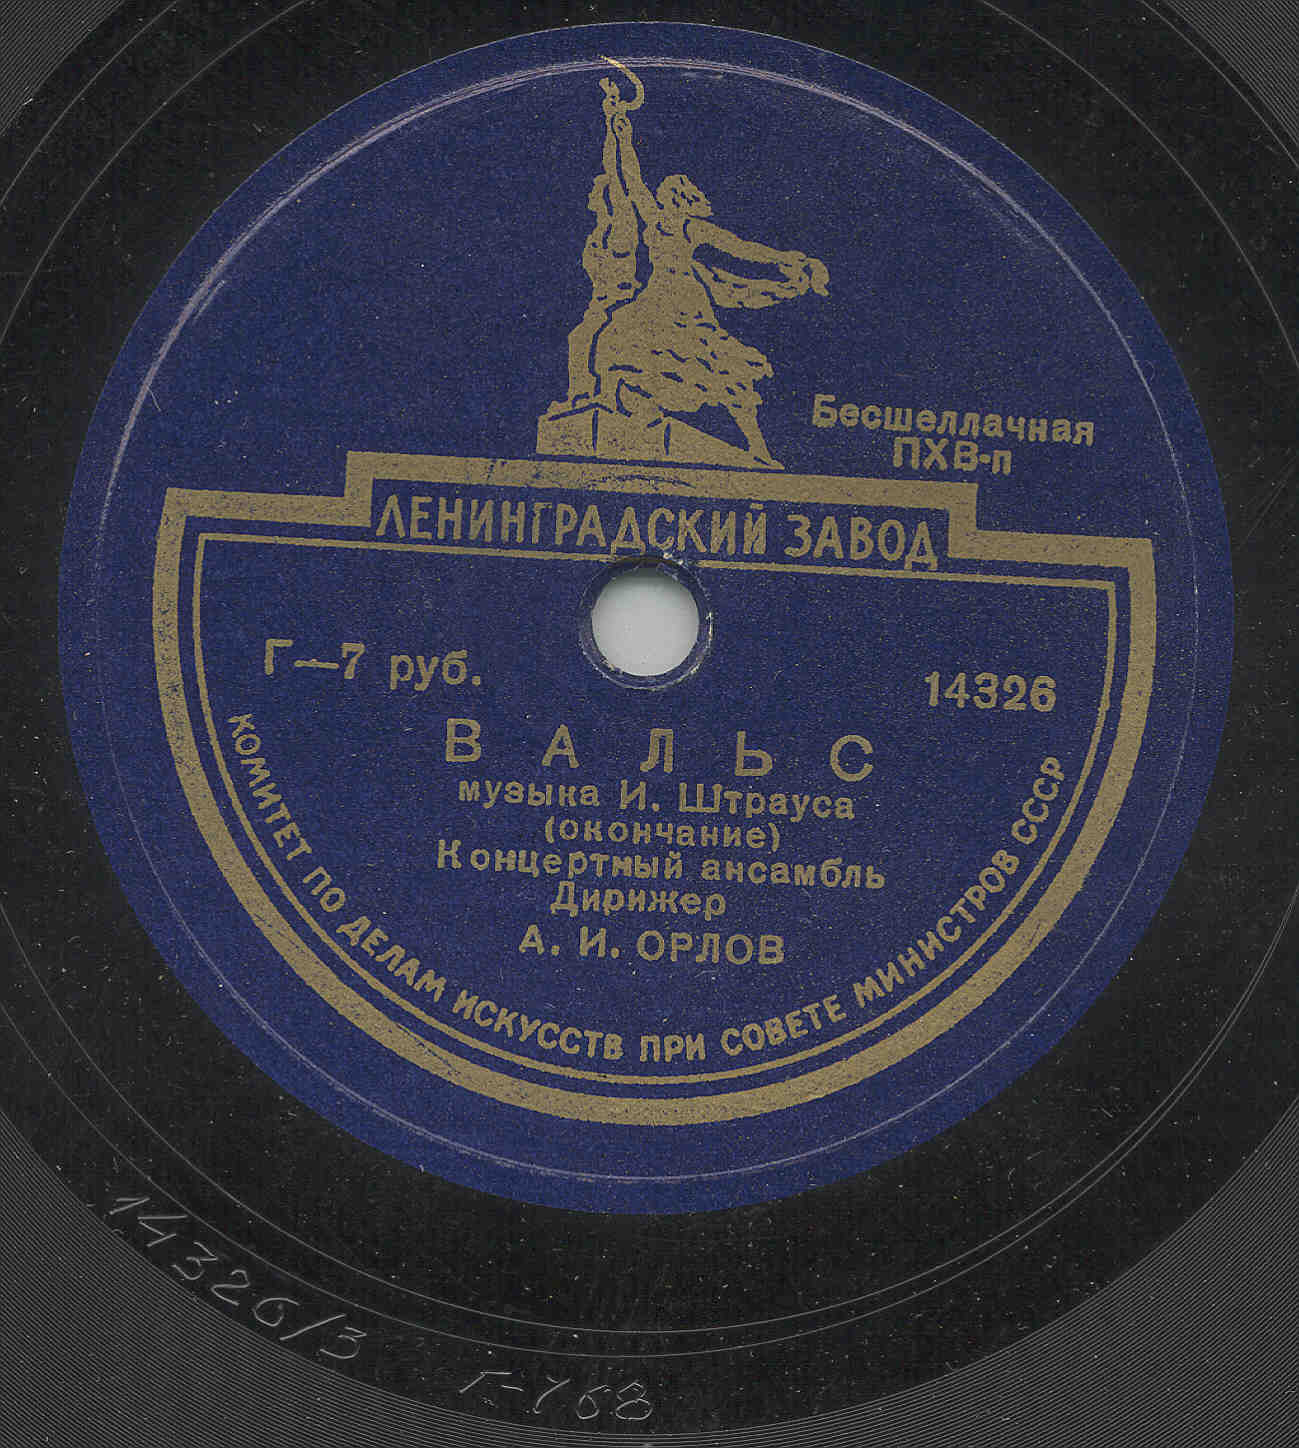 Бесшеллачная
ПХВ-п
ЛЕНИНГРАДСКИЙ ЗАВОД
Г—7 руб.
14326
ВАЛЬС
музыка И. Штрауса
(окончание)
Концертный ансамбль
Дирижер
А. И. ОРЛОВ
КОМИТЕТ ПО ДЕЛАМ ИСКУССТВ ПРИ СОВЕТЕ МИНИСТРОВ СССР
14326/3
Г-768